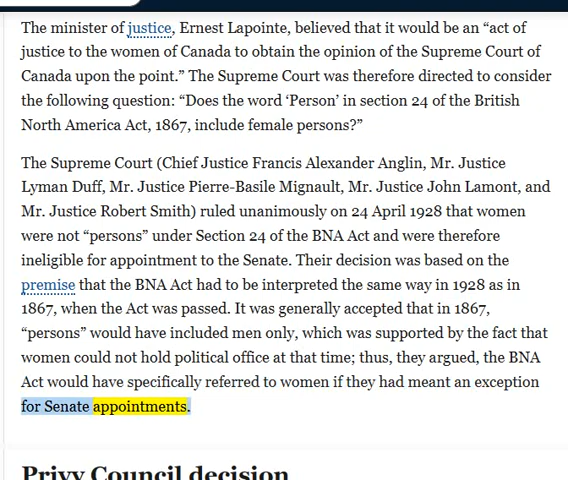 The minister of justice, Ernest Lapointe, believed that it would be an “act of
justice to the women of Canada to obtain the opinion of the Supreme Court of
Canada upon the point.” The Supreme Court was therefore directed to consider
the following question: “Does the word ‘Person’ in section 24 of the British
North America Act, 1867, include female persons?”
The Supreme Court (Chief Justice Francis Alexander Anglin, Mr. Justice
Lyman Duff, Mr. Justice Pierre-Basile Mignault, Mr. Justice John Lamont, and
Mr. Justice Robert Smith) ruled unanimously on 24 April 1928 that women
were not “persons” under Section 24 of the BNA Act and were therefore
ineligible for appointment to the Senate. Their decision was based on the
premise that the BNA Act had to be interpreted the same way in 1928 as in
1867, when the Act was passed. It was generally accepted that in 1867,
“persons” would have included men only, which was supported by the fact that
women could not hold political office at that time; thus, they argued, the BNA
Act would have specifically referred to women if they had meant an exception
for Senate appointments.
Privy Council decision